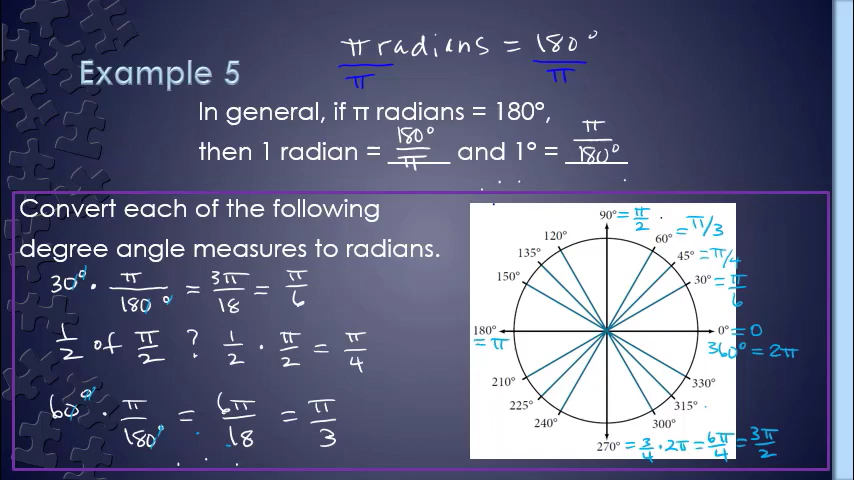 π radians = 180°
π π
Example 5
In general, if π radians = 180°,
then 1 radian = 180°/π and 1° = π/180°
Convert each of the following
degree angle measures to radians.
30° · π/180° = 3π/18 = π/6
1/2 of π/2 ? 1/2 · π/2 = π/4
60° · π/180° = 6π/18 = π/3
90° = π/2
120°
60° = π/3
135°
45° = π/4
150°
30° = π/6
180° = π
0° = 0
360° = 2π
210°
330°
225°
315°
240°
300°
270° = 3/4 · 2π = 6π/4 = 3π/2